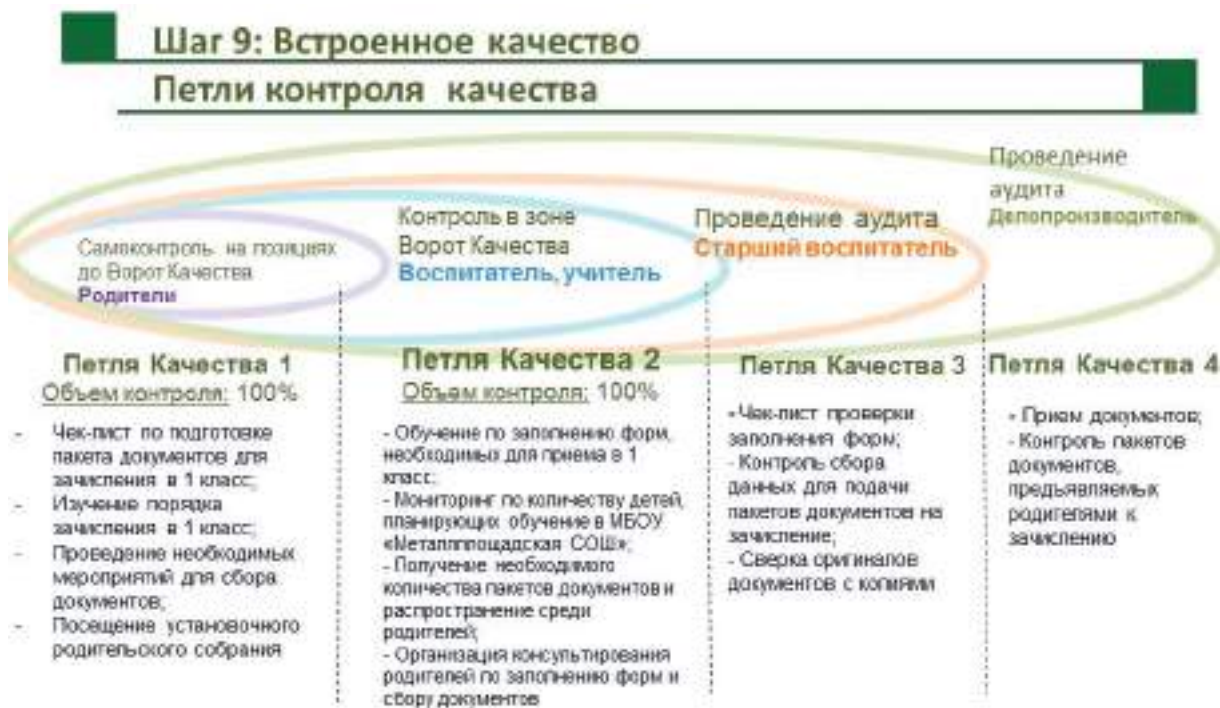 Шаг 9: Встроенное качество
Петли контроля качества
Самоконтроль на позициях
до Ворот Качества
Родители
Контроль в зоне
Ворот Качества
Воспитатель, учитель
Проведение аудита
Старший воспитатель
Проведение
аудита
Делопроизводитель
Петля Качества 1
Объем контроля: 100%
- Чек-лист по подготовке
пакета документов для
зачисления в 1 класс;
- Изучение порядка
зачисления в 1 класс;
- Проведение необходимых
мероприятий для сбора
документов;
- Посещение установочного
родительского собрания
Петля Качества 2
Объем контроля: 100%
- Обучение по заполнению форм,
необходимых для приема в 1
класс;
- Мониторинг по количеству детей,
планирующих обучение в МБОУ
«Металлплощадская СОШ»;
- Получение необходимого
количества пакетов документов и
распространение среди
родителей;
- Организация консультирования
родителей по заполнению форм и
сбору документов
Петля Качества 3
- Чек-лист проверки
заполнения форм;
- Контроль сбора
данных для подачи
пакетов документов на
зачисление;
- Сверка оригиналов
документов с копиями
Петля Качества 4
- Прием документов;
- Контроль пакетов
документов,
предъявляемых
родителями к
зачислению